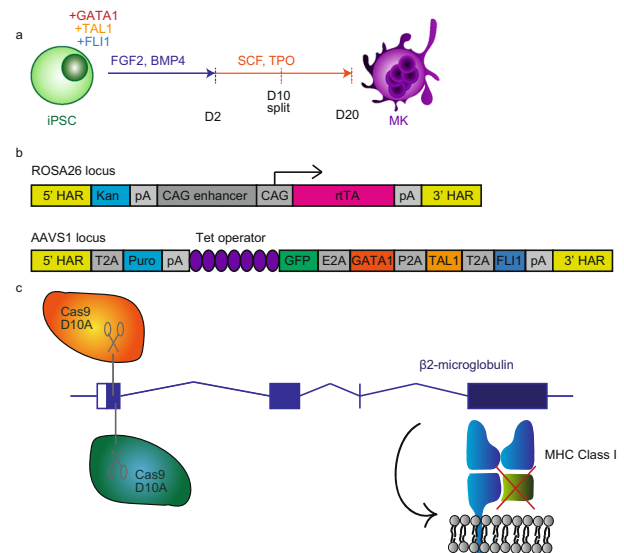 +GATA1
+TAL1
+FLI1
a
FGF2, BMP4
SCF, TPO
D10
split
D2
D20
iPSC
MK
b
ROSA26 locus
5' HAR Kan pA CAG enhancer CAG rtTA pA 3' HAR
AAVS1 locus
Tet operator
5' HAR T2A Puro pA GFP E2A GATA1 P2A TAL1 T2A FLI1 pA 3' HAR
c
Cas9
D10A
β2-microglobulin
MHC Class I
Cas9
D10A